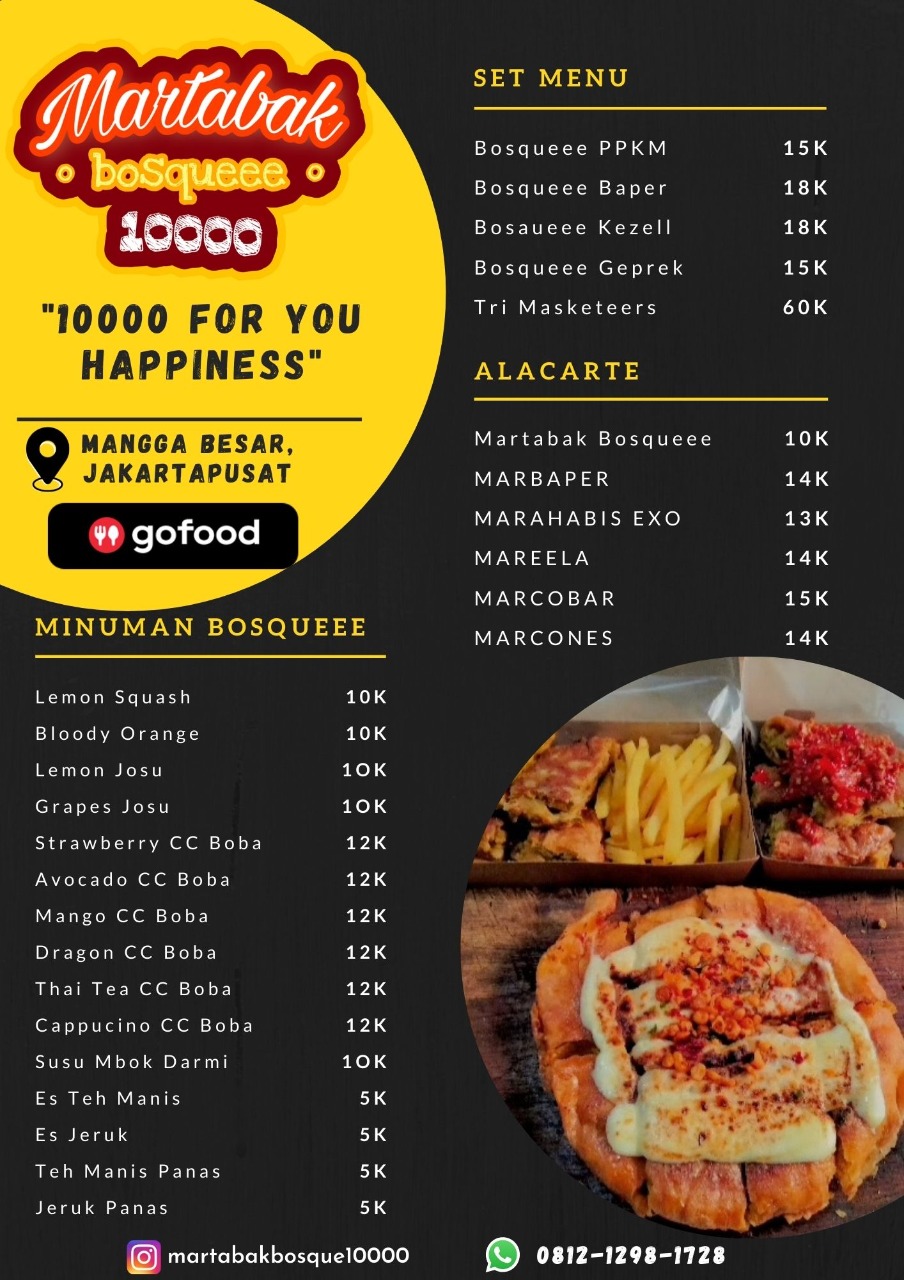 Martabak
bosqueee
10000
"10000 FOR YOU
HAPPINESS"
MANGGA BESAR,
JAKARTAPUSAT
gofood
MINUMAN BOSQUEEE
Lemon Squash 10K
Bloody Orange 10K
Lemon Josu 1OK
Grapes Josu 1OK
Strawberry CC Boba 12K
Avocado CC Boba 12K
Mango CC Boba 12K
Dragon CC Boba 12K
Thai Tea CC Boba 12K
Cappucino CC Boba 12K
Susu Mbok Darmi 1OK
Es Teh Manis 5K
Es Jeruk 5K
Teh Manis Panas 5K
Jeruk Panas 5K
SET MENU
Bosqueee PPKM 15K
Bosqueee Baper 18K
Bosaueee Kezell 18K
Bosqueee Geprek 15K
Tri Masketeers 60K
ALACARTE
Martabak Bosqueee 10K
MARBAPER 14K
MARAHABIS EXO 13K
MAREELA 14K
MARCOBAR 15K
MARCONES 14K
martabakbosque10000
0812-1298-1728